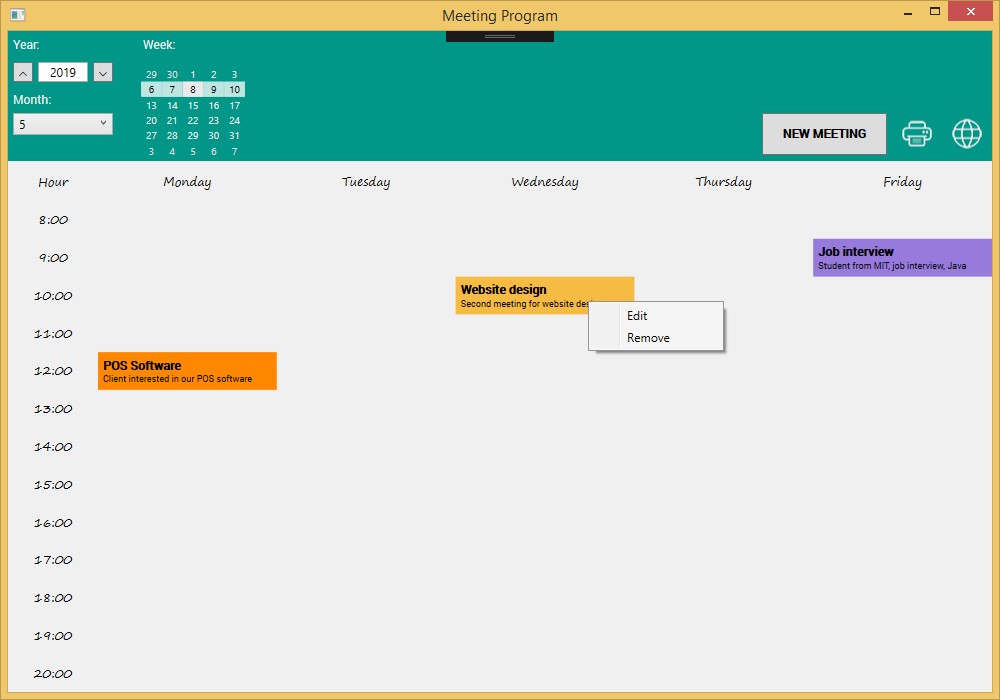 Meeting Program
Year:
Week:
2019
Month:
5
29 30 1 2 3
6 7 8 9 10
13 14 15 16 17
20 21 22 23 24
27 28 29 30 31
3 4 5 6 7
NEW MEETING
Hour Monday Tuesday Wednesday Thursday Friday
8:00
9:00
Job interview
Student from MIT, job interview, Java
10:00
Website design
Second meeting for website
Edit
Remove
11:00
12:00
POS Software
Client interested in our POS software
13:00
14:00
15:00
16:00
17:00
18:00
19:00
20:00